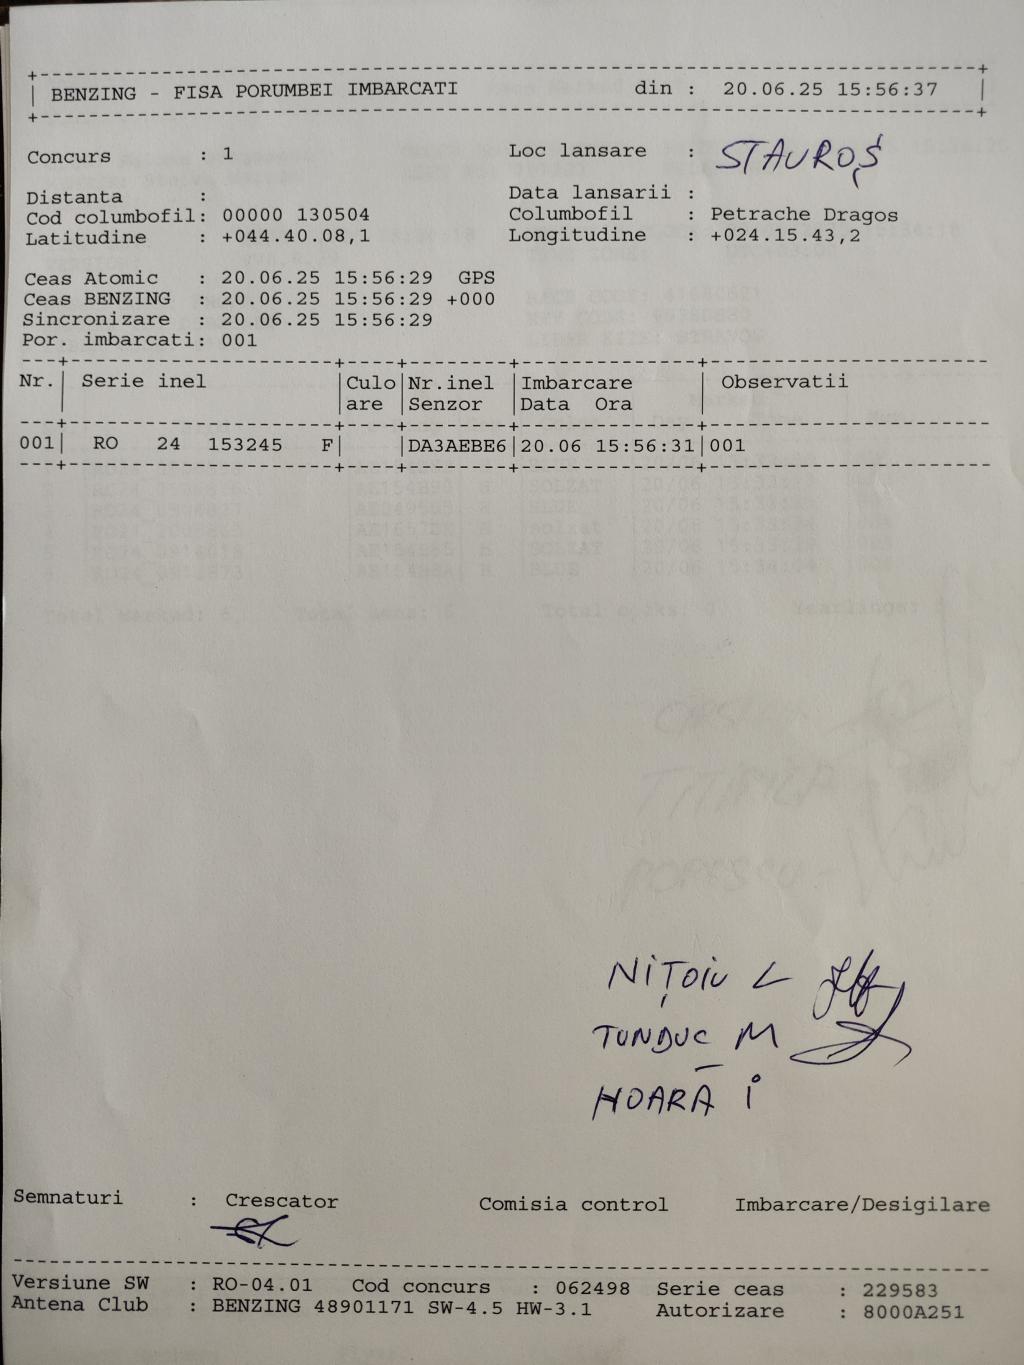 BENZING - FISA PORUMBEI IMBARCATI din : 20.06.25 15:56:37
Concurs : 1 Loc lansare : STAUROȘ
Distanta : Data lansarii :
Cod columbofil: 00000 130504 Columbofil : Petrache Dragos
Latitudine : +044.40.08,1 Longitudine : +024.15.43,2
Ceas Atomic : 20.06.25 15:56:29 GPS
Ceas BENZING : 20.06.25 15:56:29 +000
Sincronizare : 20.06.25 15:56:29
Por. imbarcati: 001
Nr. Serie inel Culo Nr.inel Imbarcare Observatii
are Senzor Data Ora
001 RO 24 153245 F DA3AEBE6 20.06 15:56:31 001
NIȚOIU L
TUNDUC M
HOARĂ I
Semnaturi : Crescator Comisia control Imbarcare/Desigilare
Versiune SW : RO-04.01 Cod concurs : 062498 Serie ceas : 229583
Antena Club : BENZING 48901171 SW-4.5 HW-3.1 Autorizare : 8000A251